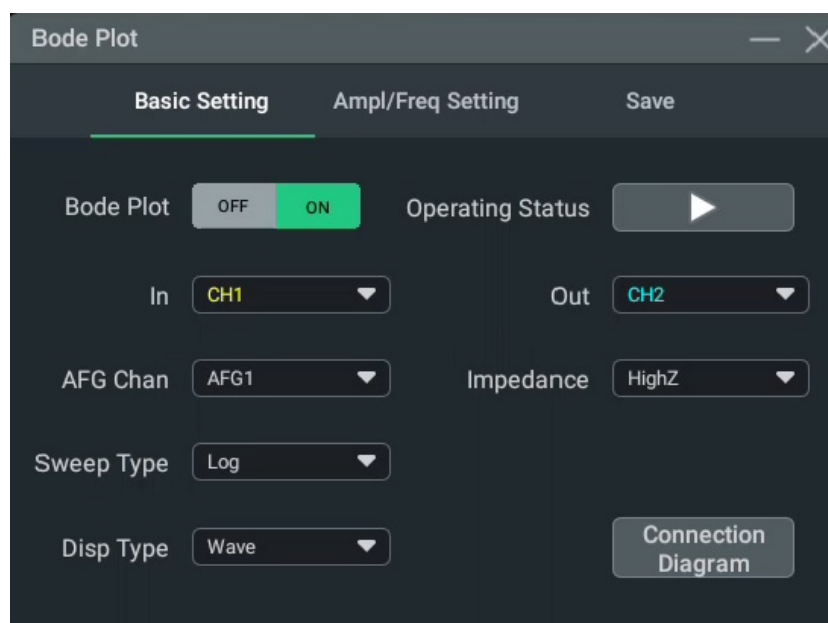 Bode Plot
Basic Setting Ampl/Freq Setting Save
Bode Plot OFF ON Operating Status
In CH1 Out CH2
AFG Chan AFG1 Impedance HighZ
Sweep Type Log
Disp Type Wave Connection
Diagram